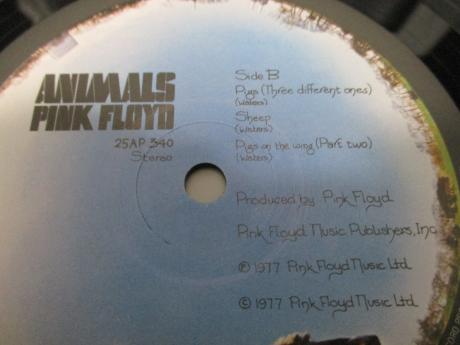 ANIMALS
PINK FLOYD
25AP 340
Stereo
Side B
Pigs (Three different ones)
(Waters)
Sheep
(Waters)
Pigs on the wing (Part two)
(Waters)
Produced by Pink Floyd
Pink Floyd Music Publishers, Inc
℗ 1977 Pink Floyd Music Ltd.
© 1977 Pink Floyd Music Ltd.